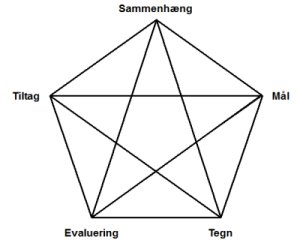 Sammenhæng
Tiltag
Mål
Evaluering
Tegn